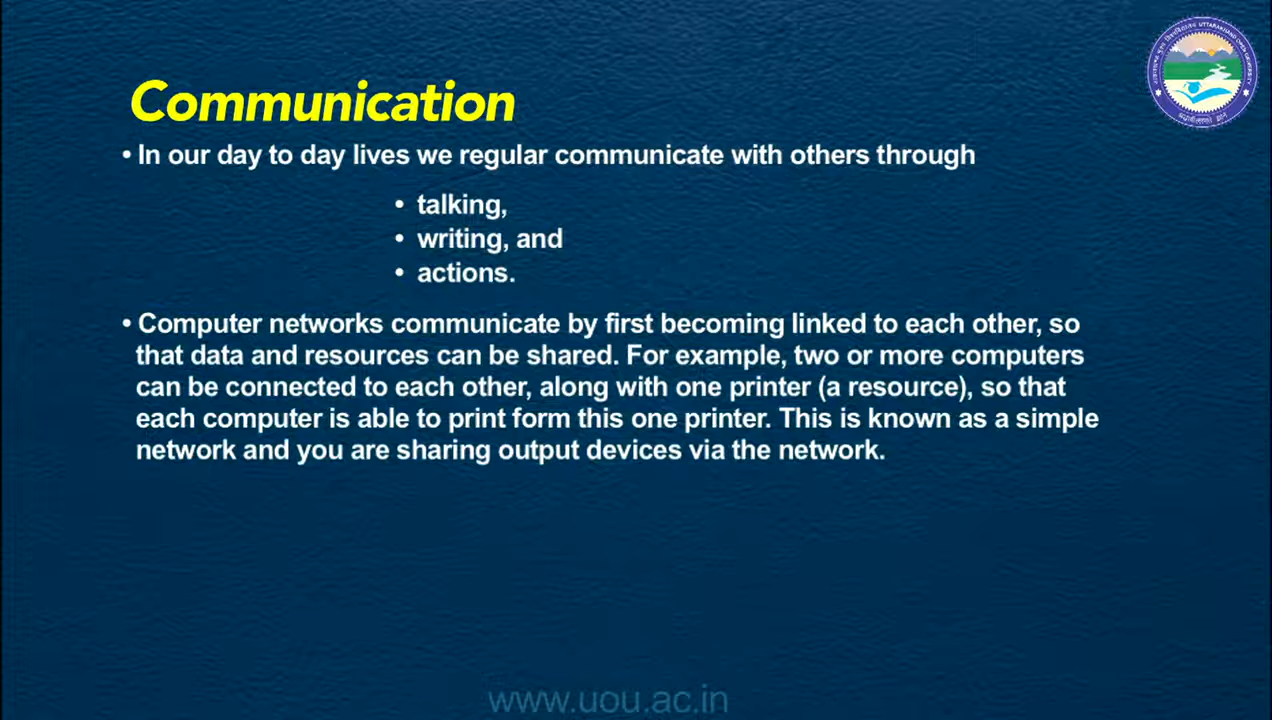 Communication
• In our day to day lives we regular communicate with others through
• talking,
• writing, and
• actions.
• Computer networks communicate by first becoming linked to each other, so
that data and resources can be shared. For example, two or more computers
can be connected to each other, along with one printer (a resource), so that
each computer is able to print form this one printer. This is known as a simple
network and you are sharing output devices via the network.
UTTARAKHAND OPEN UNIVERSITY
www.uou.ac.in